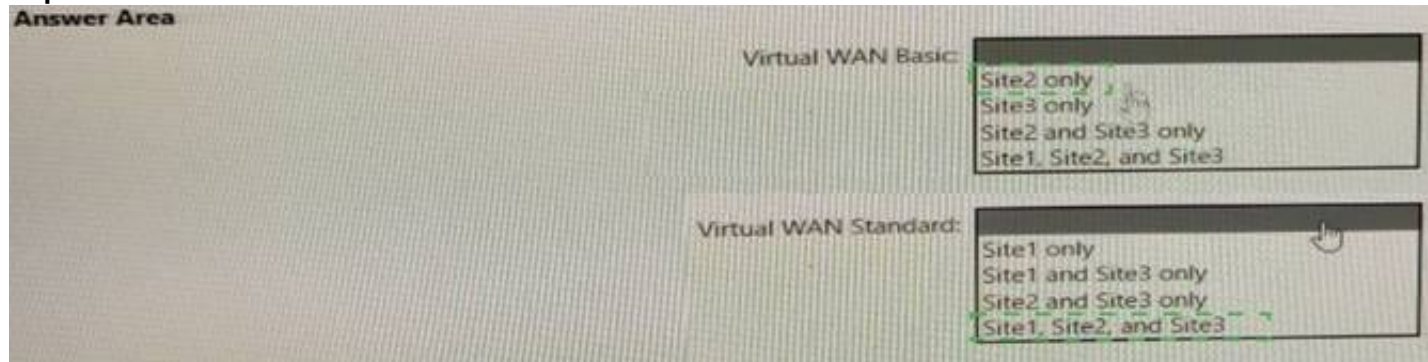 Answer Area
Virtual WAN Basic:
Site2 only
Site3 only
Site2 and Site3 only
Site1, Site2, and Site3
Virtual WAN Standard:
Site1 only
Site1 and Site3 only
Site2 and Site3 only
Site1, Site2, and Site3